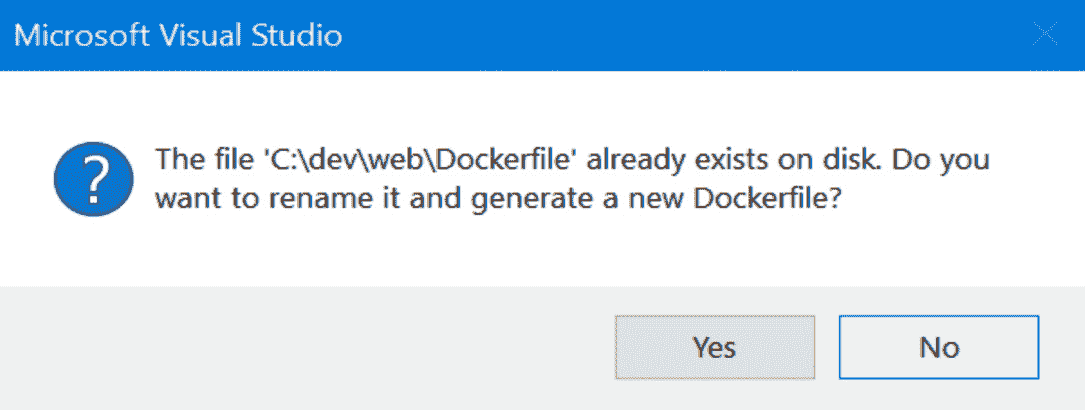 Microsoft Visual Studio
The file 'C:\dev\web\Dockerfile' already exists on disk. Do you
want to rename it and generate a new Dockerfile?
Yes No